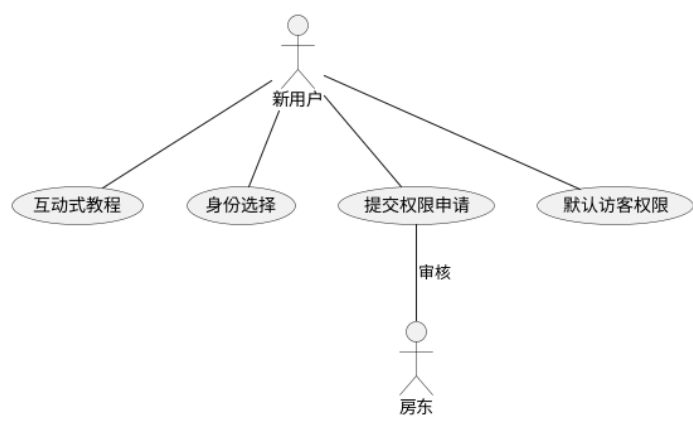 新用户
互动式教程
身份选择
提交权限申请
默认访客权限
审核
房东